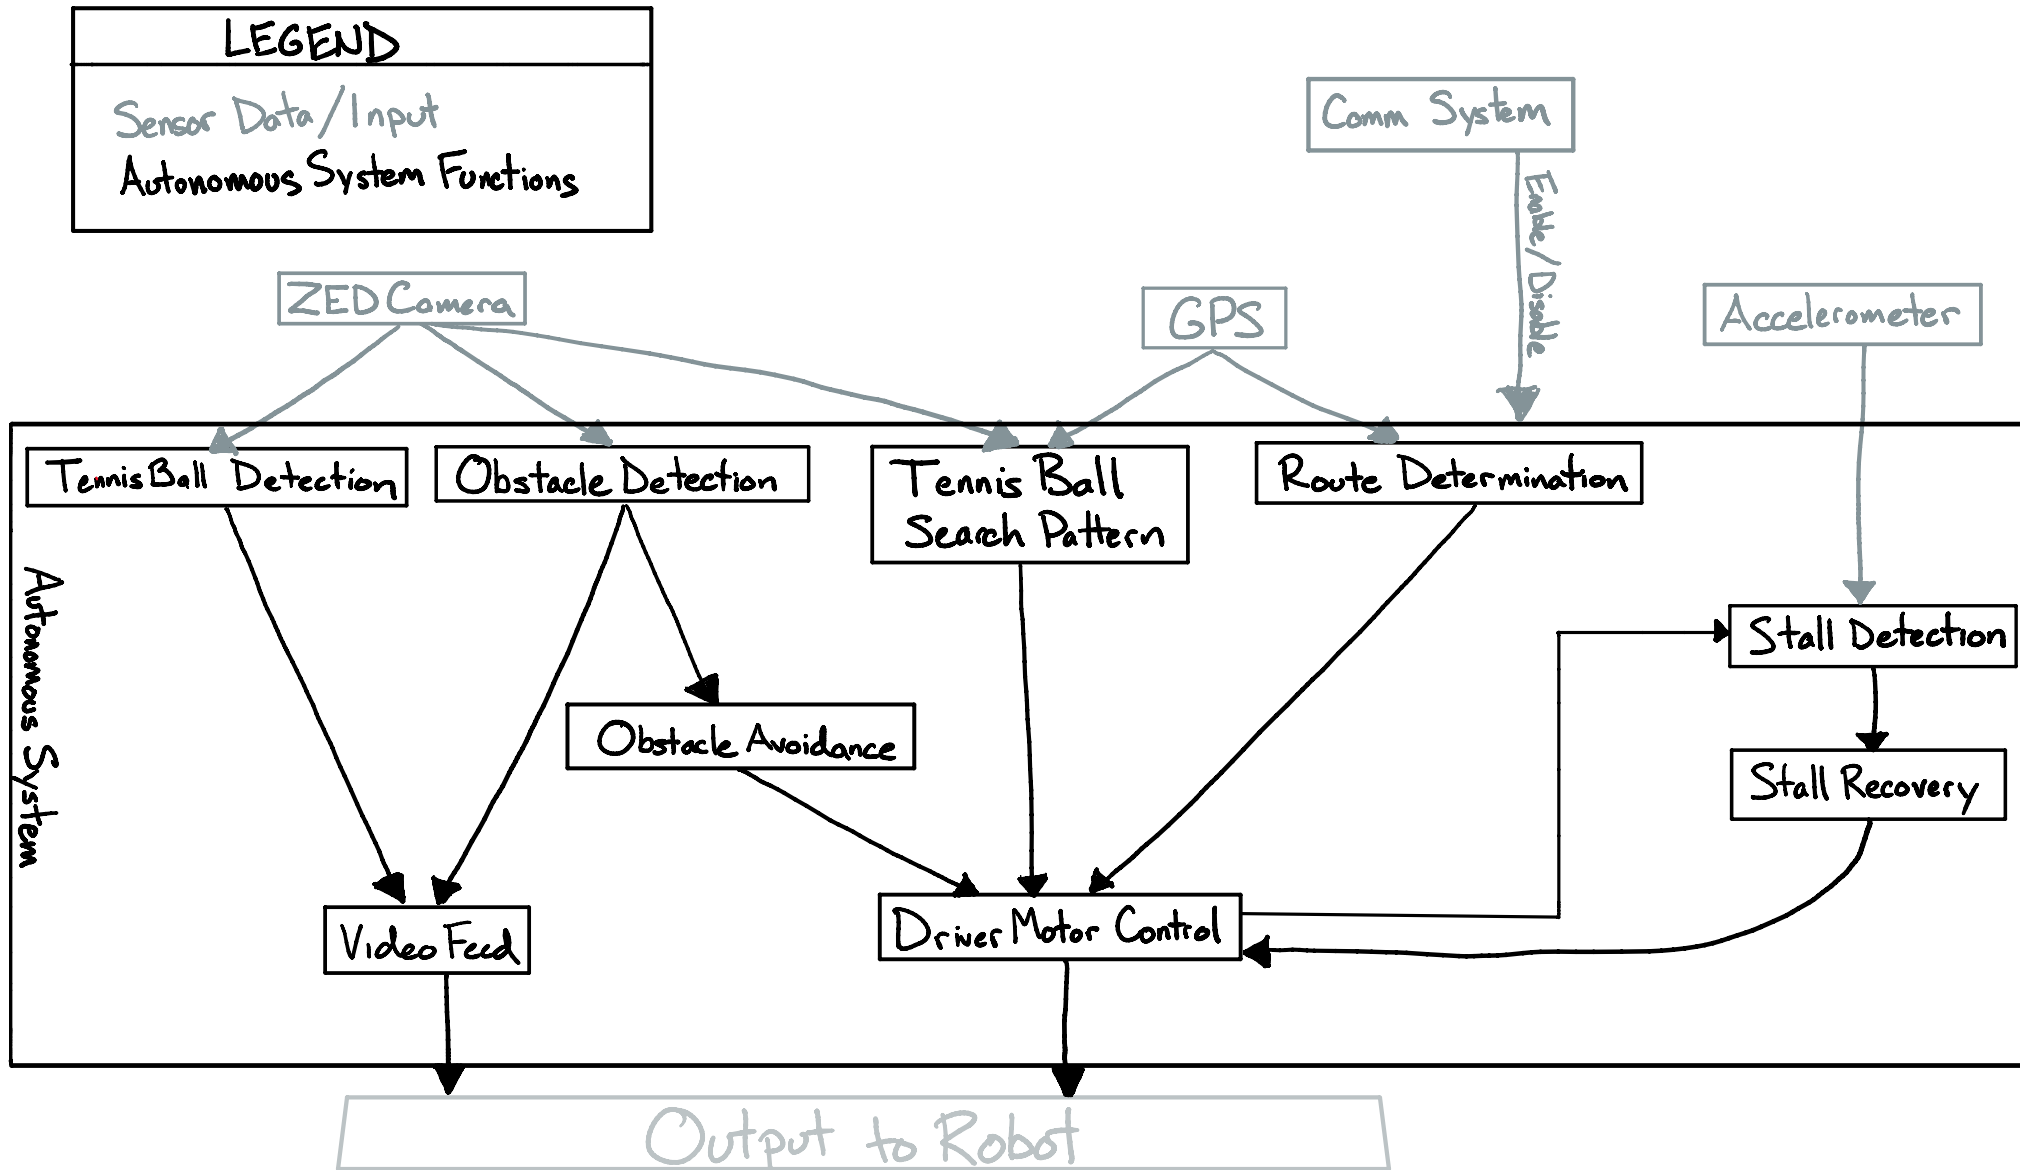 LEGEND
Sensor Data/Input
Autonomous System Functions
Comm System
Enable/Disable
ZED Camera
GPS
Accelerometer
Tennis Ball Detection
Obstacle Detection
Tennis Ball
Search Pattern
Route Determination
Autonomous System
Stall Detection
Obstacle Avoidance
Stall Recovery
Video Feed
Driver Motor Control
Output to Robot